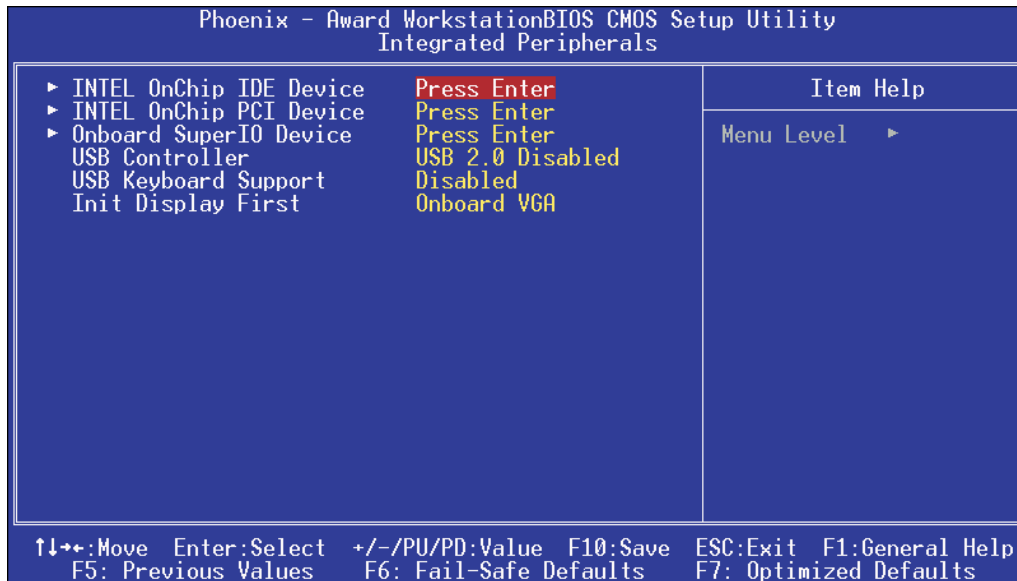 Phoenix - Award WorkstationBIOS CMOS Setup Utility
Integrated Peripherals
► INTEL OnChip IDE Device Press Enter
► INTEL OnChip PCI Device Press Enter
► Onboard SuperIO Device Press Enter
USB Controller USB 2.0 Disabled
USB Keyboard Support Disabled
Init Display First Onboard VGA
Item Help
Menu Level ►
↑↓→←:Move Enter:Select +/-/PU/PD:Value F10:Save ESC:Exit F1:General Help
F5: Previous Values F6: Fail-Safe Defaults F7: Optimized Defaults